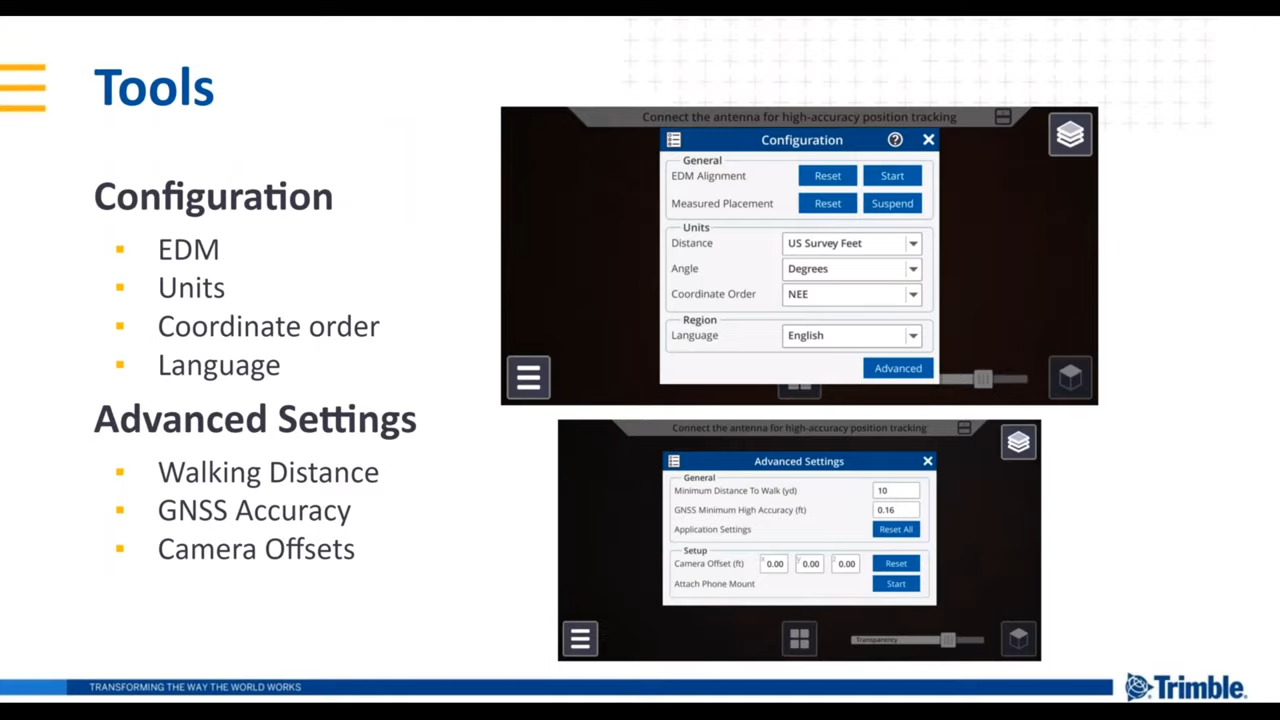 Tools
Configuration
EDM
Units
Coordinate order
Language
Advanced Settings
Walking Distance
GNSS Accuracy
Camera Offsets
Connect the antenna for high-accuracy position tracking
Configuration
General
EDM Alignment Reset Start
Measured Placement Reset Suspend
Units
Distance US Survey Feet
Angle Degrees
Coordinate Order NEE
Region
Language English
Advanced
Connect the antenna for high-accuracy position tracking
Advanced Settings
General
Minimum Distance To Walk (yd) 10
GNSS Minimum High Accuracy (ft) 0.16
Application Settings Reset All
Setup
Camera Offset (ft) x 0.00 y 0.00 z 0.00 Reset
Attach Phone Mount Start
Transparency
TRANSFORMING THE WAY THE WORLD WORKS
Trimble